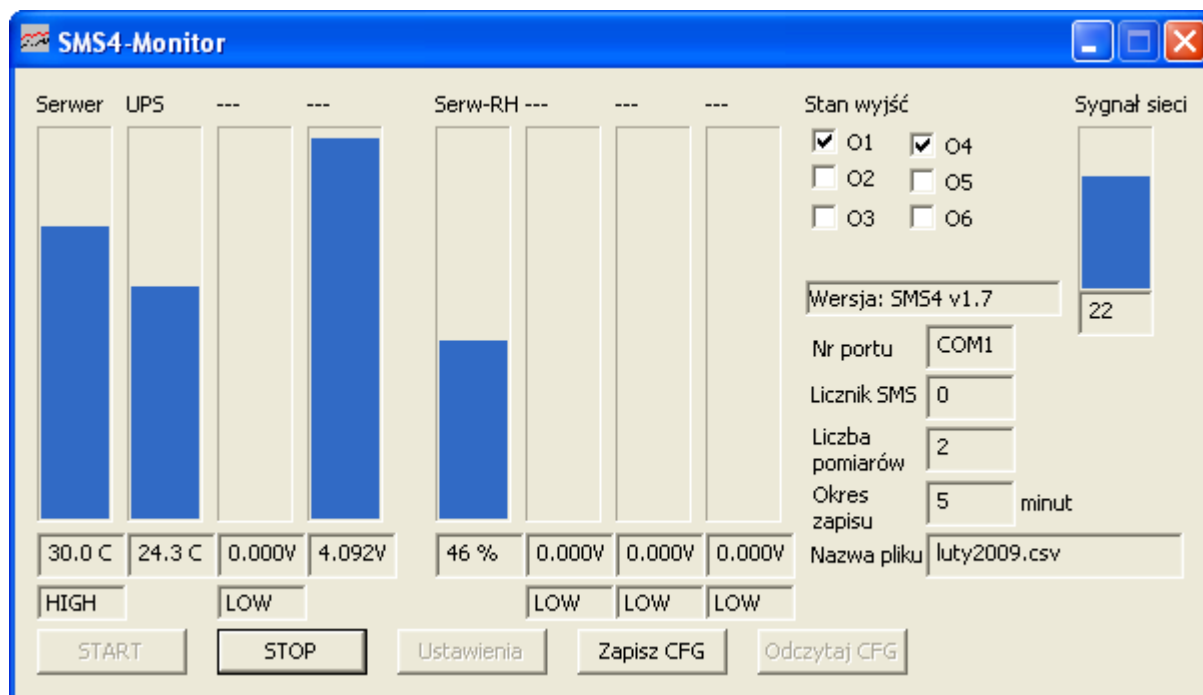 SMS4-Monitor
Serwer UPS --- --- Serw-RH --- --- --- Stan wyjść Sygnał sieci
O1 O4
O2 O5
O3 O6
Wersja: SMS4 v1.7
22
Nr portu COM1
Licznik SMS 0
Liczba
pomiarów 2
Okres
zapisu 5 minut
30.0 C 24.3 C 0.000V 4.092V 46 % 0.000V 0.000V 0.000V Nazwa pliku luty2009.csv
HIGH LOW LOW LOW LOW
START STOP Ustawienia Zapisz CFG Odczytaj CFG